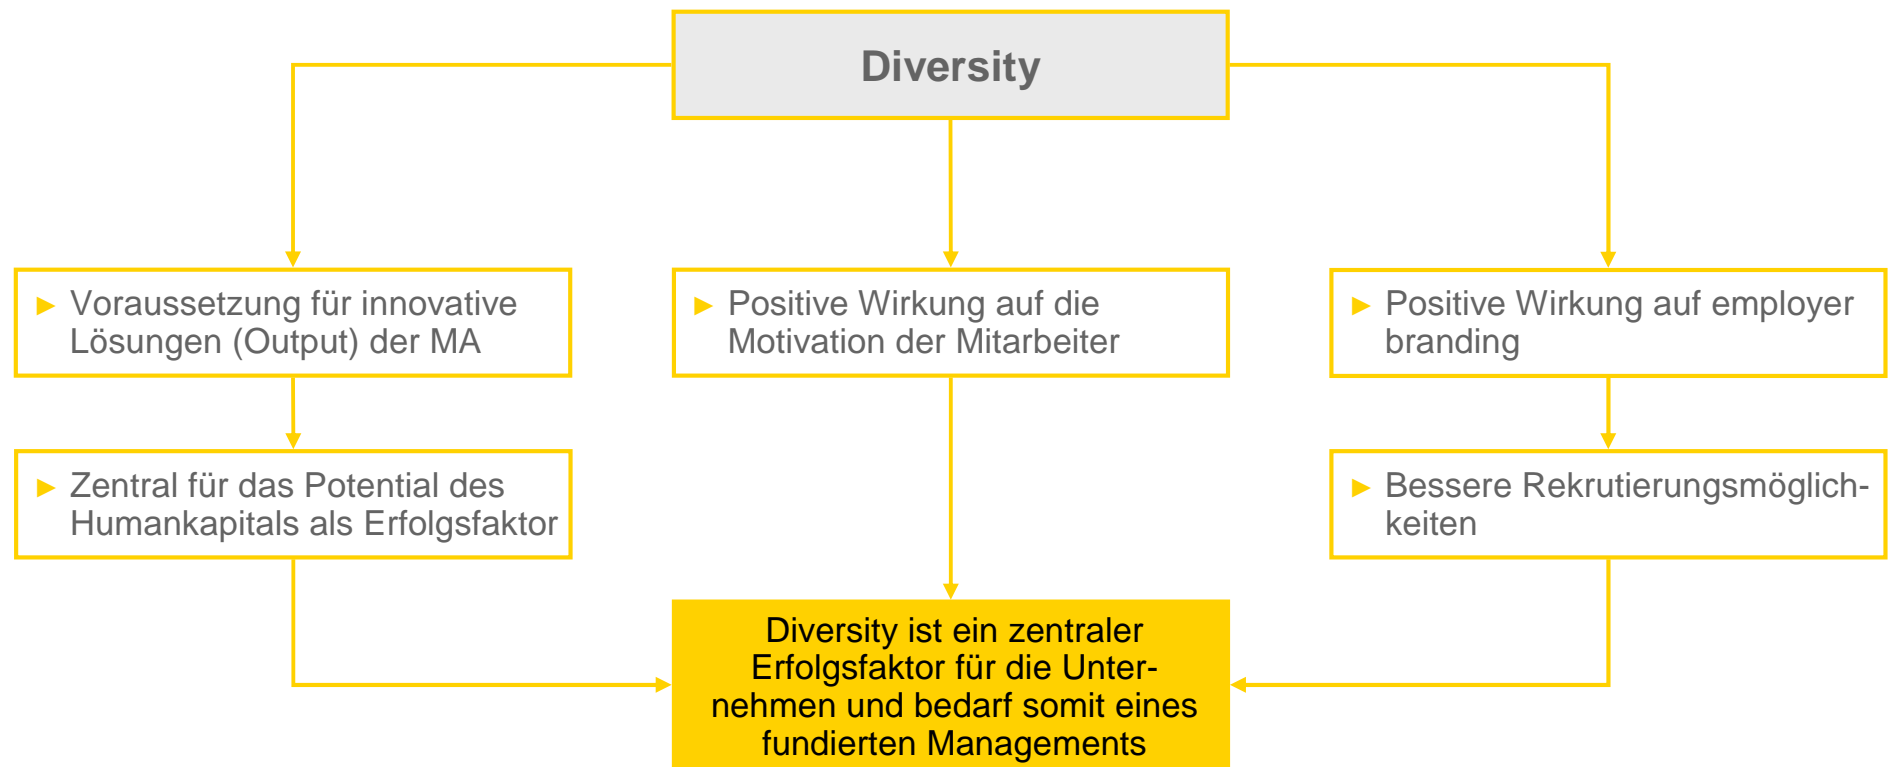 Diversity
► Voraussetzung für innovative
Lösungen (Output) der MA
► Positive Wirkung auf die
Motivation der Mitarbeiter
► Positive Wirkung auf employer
branding
► Zentral für das Potential des
Humankapitals als Erfolgsfaktor
► Bessere Rekrutierungsmöglich-
keiten
Diversity ist ein zentraler
Erfolgsfaktor für die Unter-
nehmen und bedarf somit eines
fundierten Managements